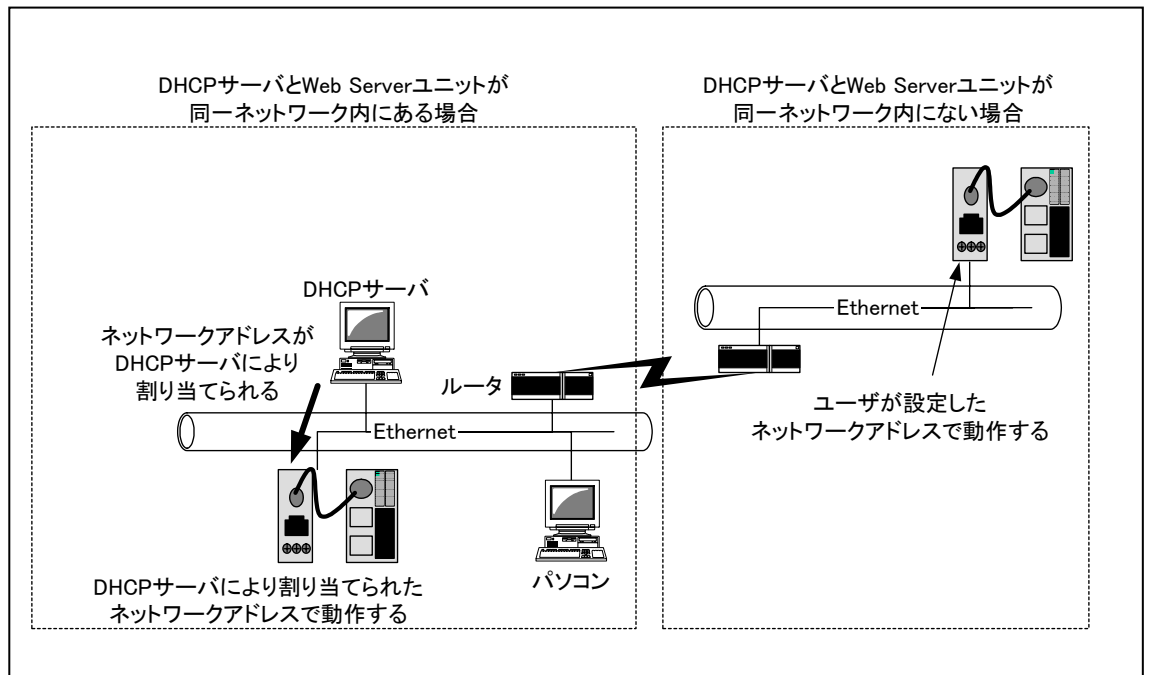 DHCPサーバとWeb Serverユニットが
同一ネットワーク内にある場合
DHCPサーバとWeb Serverユニットが
同一ネットワーク内にない場合
DHCPサーバ
ネットワークアドレスが
DHCPサーバにより
割り当てられる
ルータ
Ethernet
Ethernet
ユーザが設定した
ネットワークアドレスで動作する
パソコン
DHCPサーバにより割り当てられた
ネットワークアドレスで動作する